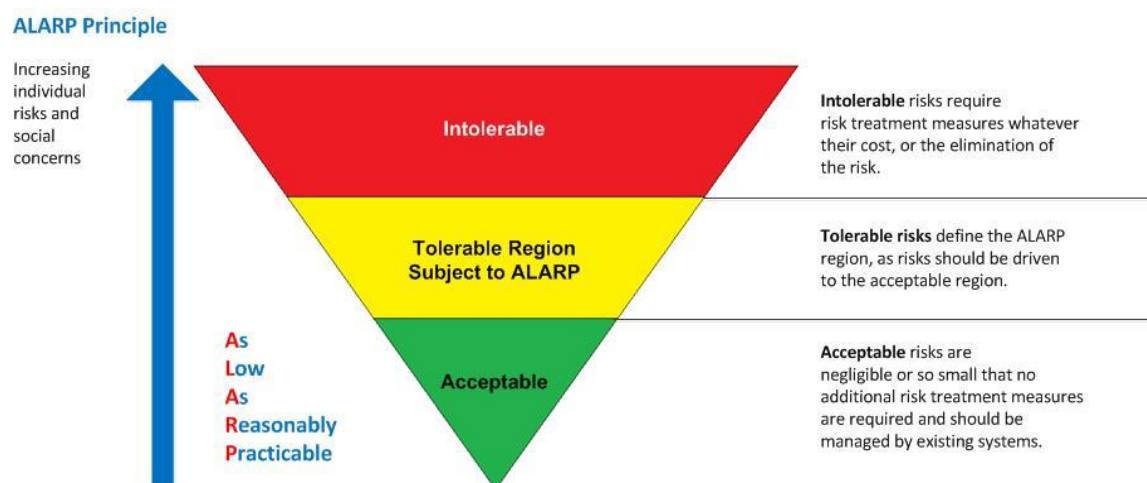 ALARP Principle
Increasing
individual
risks and
social
concerns
Intolerable
Intolerable risks require
risk treatment measures whatever
their cost, or the elimination of
the risk.
Tolerable Region
Subject to ALARP
Tolerable risks define the ALARP
region, as risks should be driven
to the acceptable region.
As
Low
As
Reasonably
Practicable
Acceptable
Acceptable risks are
negligible or so small that no
additional risk treatment measures
are required and should be
managed by existing systems.